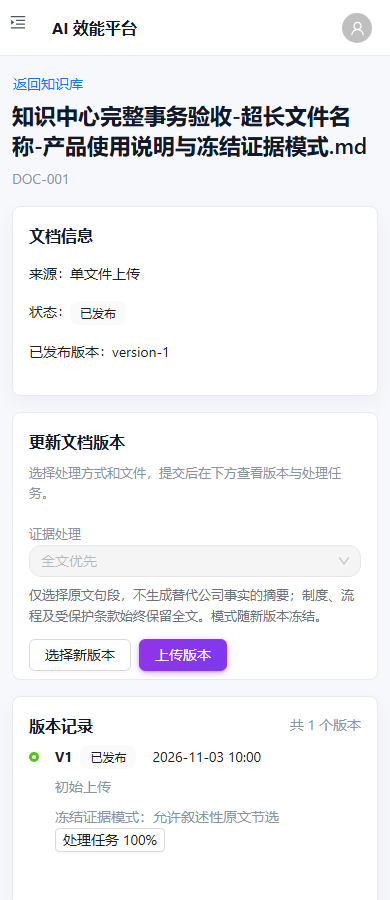 AI 效能平台
返回知识库
知识中心完整事务验收-超长文件名
称-产品使用说明与冻结证据模式.md
DOC-001
文档信息
来源：单文件上传
状态： 已发布
已发布版本：version-1
更新文档版本
选择处理方式和文件，提交后在下方查看版本与处理任
务。
证据处理
全文优先
仅选择原文句段，不生成替代公司事实的摘要；制度、流
程及受保护条款始终保留全文。模式随新版本冻结。
选择新版本 上传版本
版本记录 共 1 个版本
V1 已发布 2026-11-03 10:00
初始上传
冻结证据模式：允许叙述性原文节选
处理任务 100%